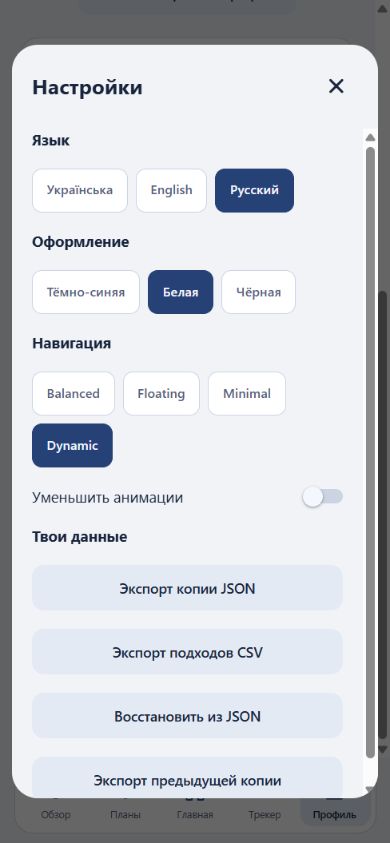 Настройки
Язык
Українська English Русский
Оформление
Тёмно-синяя Белая Чёрная
Навигация
Balanced Floating Minimal
Dynamic
Уменьшить анимации
Твои данные
Экспорт копии JSON
Экспорт подходов CSV
Восстановить из JSON
Экспорт предыдущей копии
Обзор Планы Главная Трекер Профиль